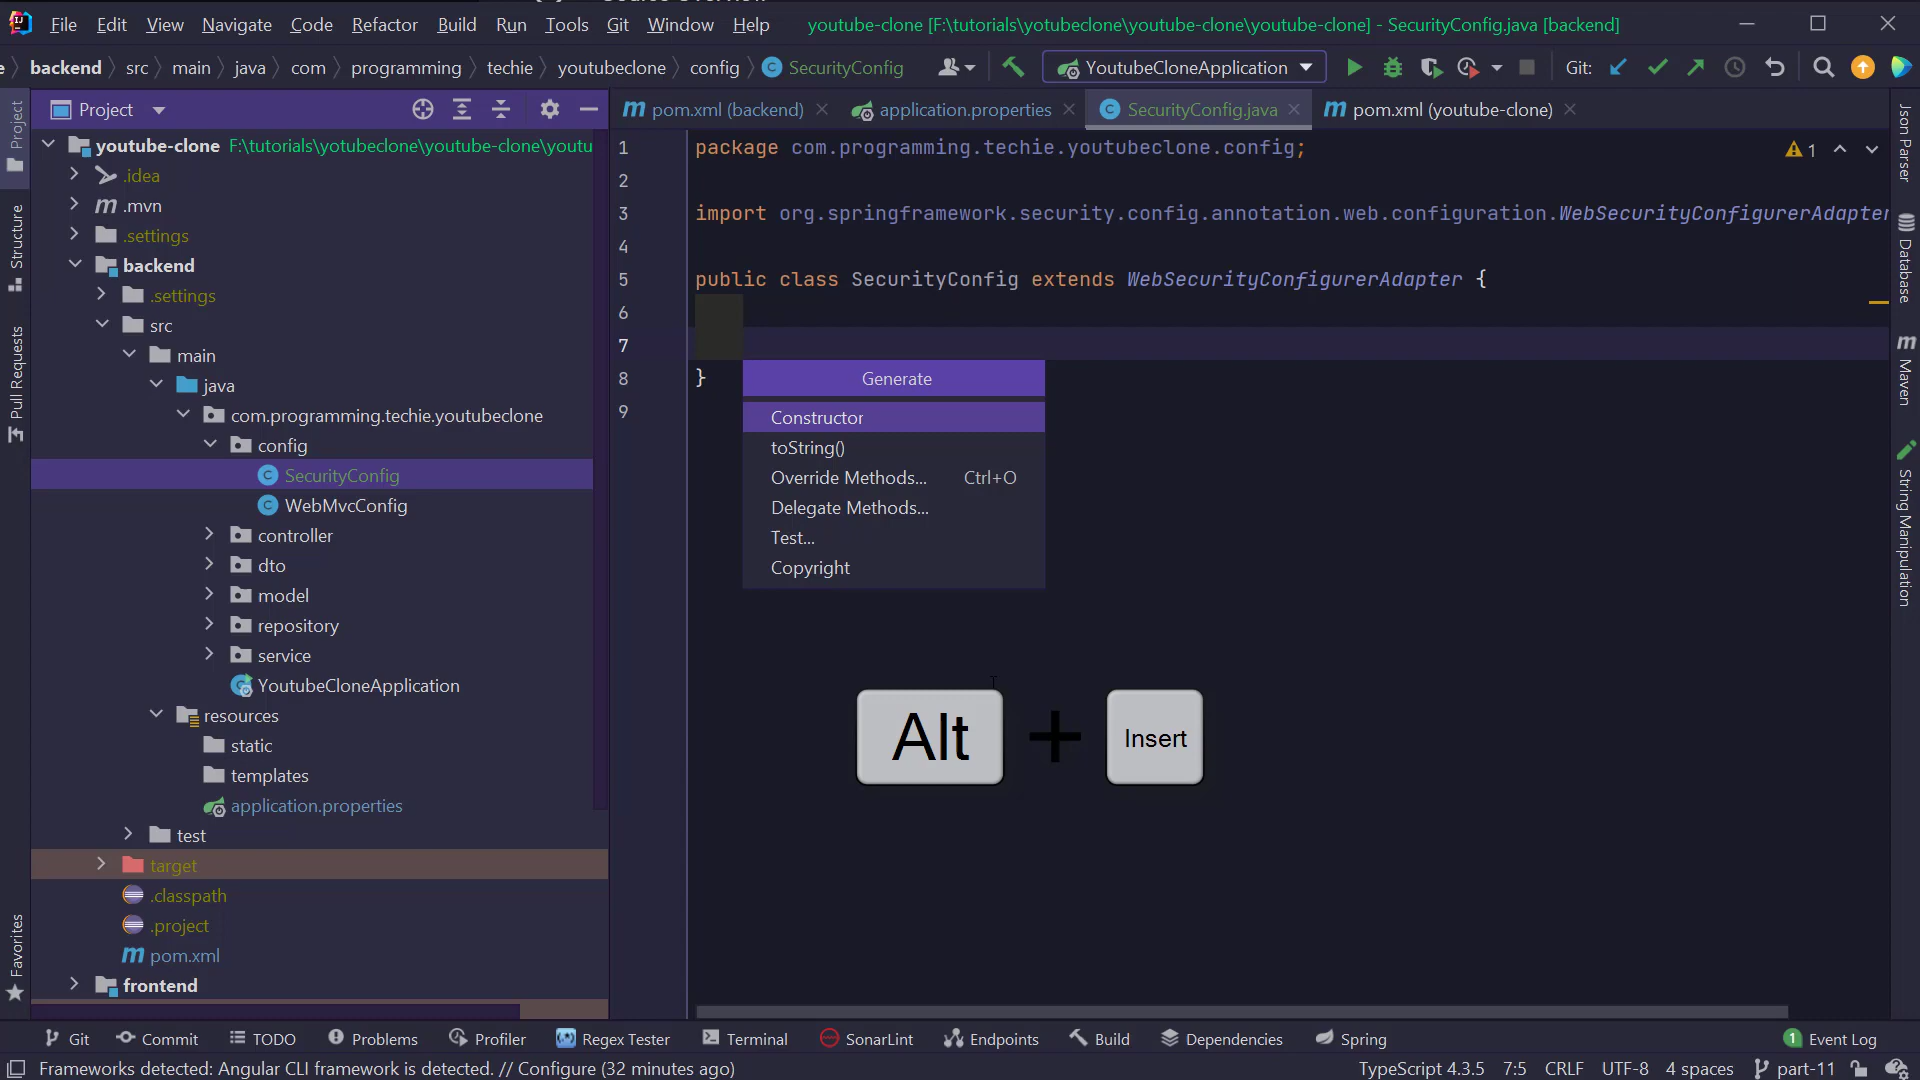 File Edit View Navigate Code Refactor Build Run Tools Git Window Help youtube-clone [F:\tutorials\yotubeclone\youtube-clone\youtube-clone] - SecurityConfig.java [backend]
backend src main java com programming techie youtubeclone config SecurityConfig YoutubeCloneApplication Git:
Project pom.xml (backend) application.properties SecurityConfig.java pom.xml (youtube-clone)
youtube-clone F:\tutorials\yotubeclone\youtube-clone\youtu
.idea
.mvn
.settings
backend
.settings
src
main
java
com.programming.techie.youtubeclone
config
SecurityConfig
WebMvcConfig
controller
dto
model
repository
service
YoutubeCloneApplication
resources
static
templates
application.properties
test
target
.classpath
.project
pom.xml
frontend
1 package com.programming.techie.youtubeclone.config;
2
3 import org.springframework.security.config.annotation.web.configuration.WebSecurityConfigurerAdapter
4
5 public class SecurityConfig extends WebSecurityConfigurerAdapter {
6
7
8 }
9
1
Generate
Constructor
toString()
Override Methods... Ctrl+O
Delegate Methods...
Test...
Copyright
Alt + Insert
Project
Structure
Pull Requests
Favorites
Json Parser
Database
Maven
String Manipulation
Git Commit TODO Problems Profiler Regex Tester Terminal SonarLint Endpoints Build Dependencies Spring 1 Event Log
Frameworks detected: Angular CLI framework is detected. // Configure (32 minutes ago) TypeScript 4.3.5 7:5 CRLF UTF-8 4 spaces part-11